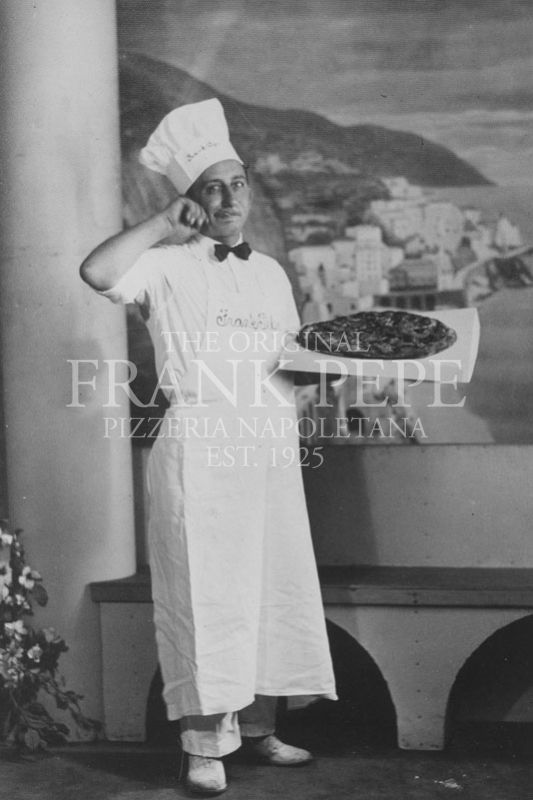 THE ORIGINAL
FRANK PEPE
PIZZERIA NAPOLETANA
EST. 1925